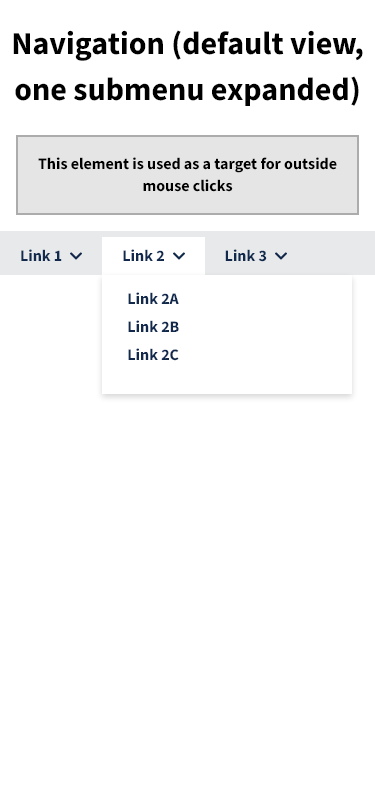 Navigation (default view,
one submenu expanded)
This element is used as a target for outside
mouse clicks
Link 1 Link 2 Link 3
Link 2A
Link 2B
Link 2C